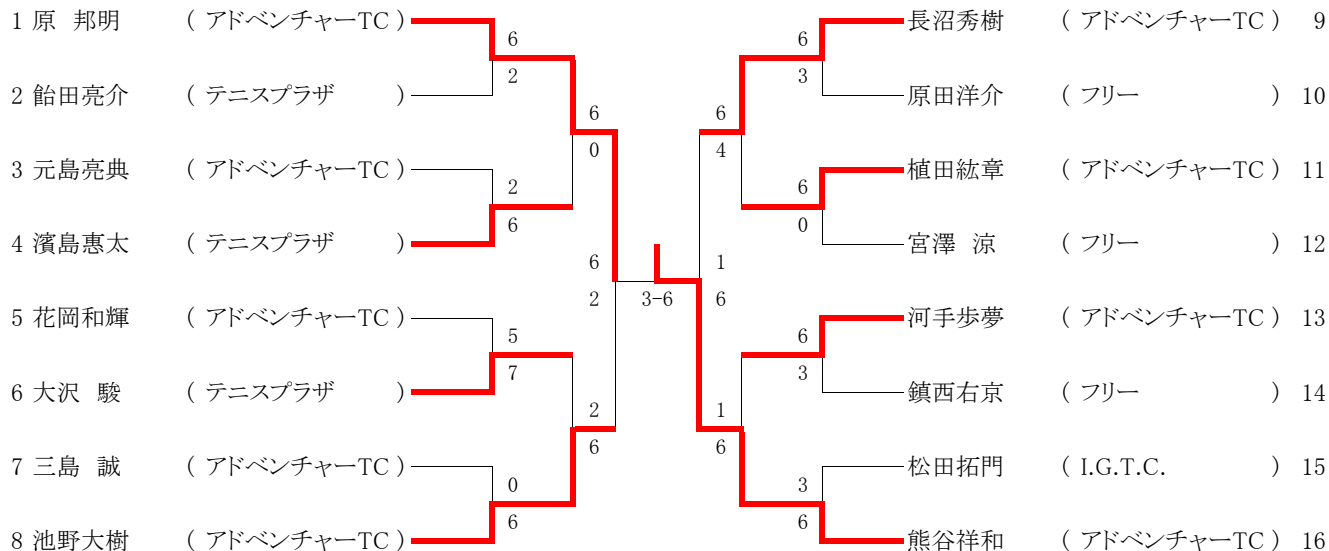 1 原 邦明 ( アドベンチャーTC ) 6 6 長沼秀樹 ( アドベンチャーTC ) 9
2 3
2 飴田亮介 ( テニスプラザ ) 6 6 原田洋介 ( フリー ) 10
0 4
3 元島亮典 ( アドベンチャーTC ) 2 6 植田紘章 ( アドベンチャーTC ) 11
6 0
4 濱島惠太 ( テニスプラザ ) 宮澤 涼 ( フリー ) 12
6 1
2 3-6 6
5 花岡和輝 ( アドベンチャーTC ) 5 6 河手歩夢 ( アドベンチャーTC ) 13
7 3
6 大沢 駿 ( テニスプラザ ) 2 1 鎮西右京 ( フリー ) 14
6 6
7 三島 誠 ( アドベンチャーTC ) 0 3 松田拓門 ( I.G.T.C. ) 15
6 6
8 池野大樹 ( アドベンチャーTC ) 熊谷祥和 ( アドベンチャーTC ) 16